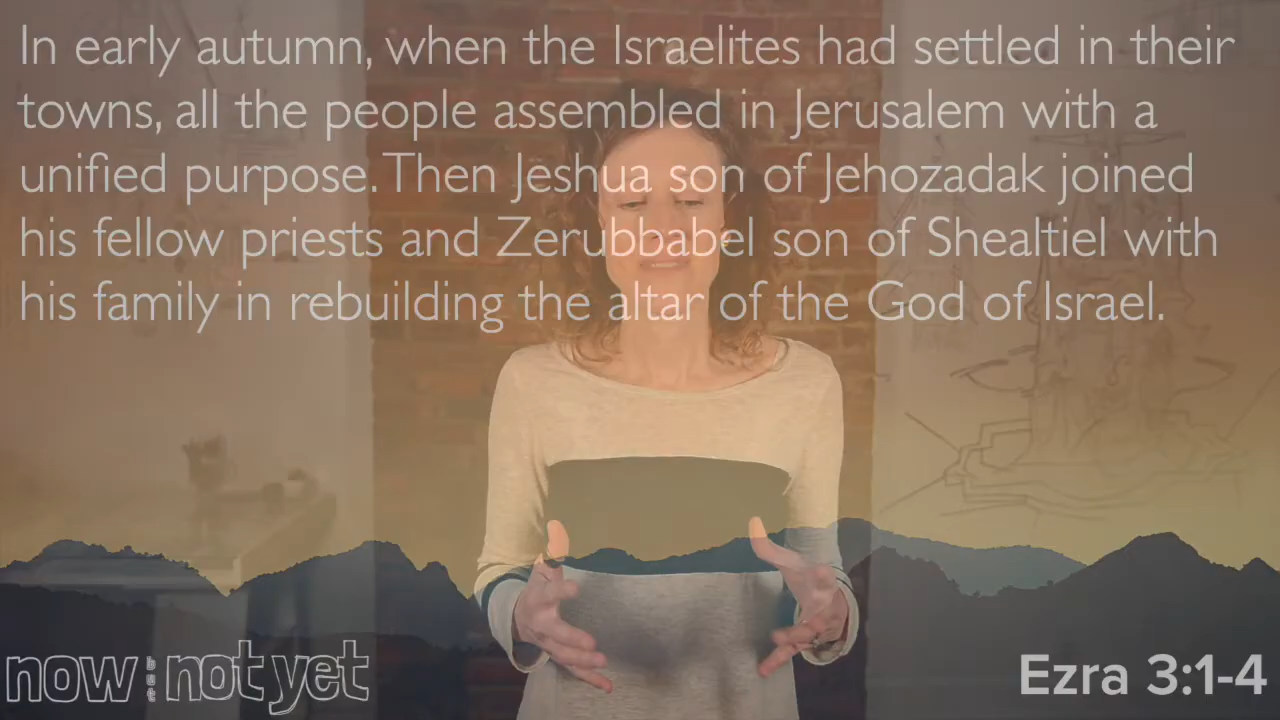 In early autumn, when the Israelites had settled in their
towns, all the people assembled in Jerusalem with a
unified purpose. Then Jeshua son of Jehozadak joined
his fellow priests and Zerubbabel son of Shealtiel with
his family in rebuilding the altar of the God of Israel.
now but not yet
Ezra 3:1-4